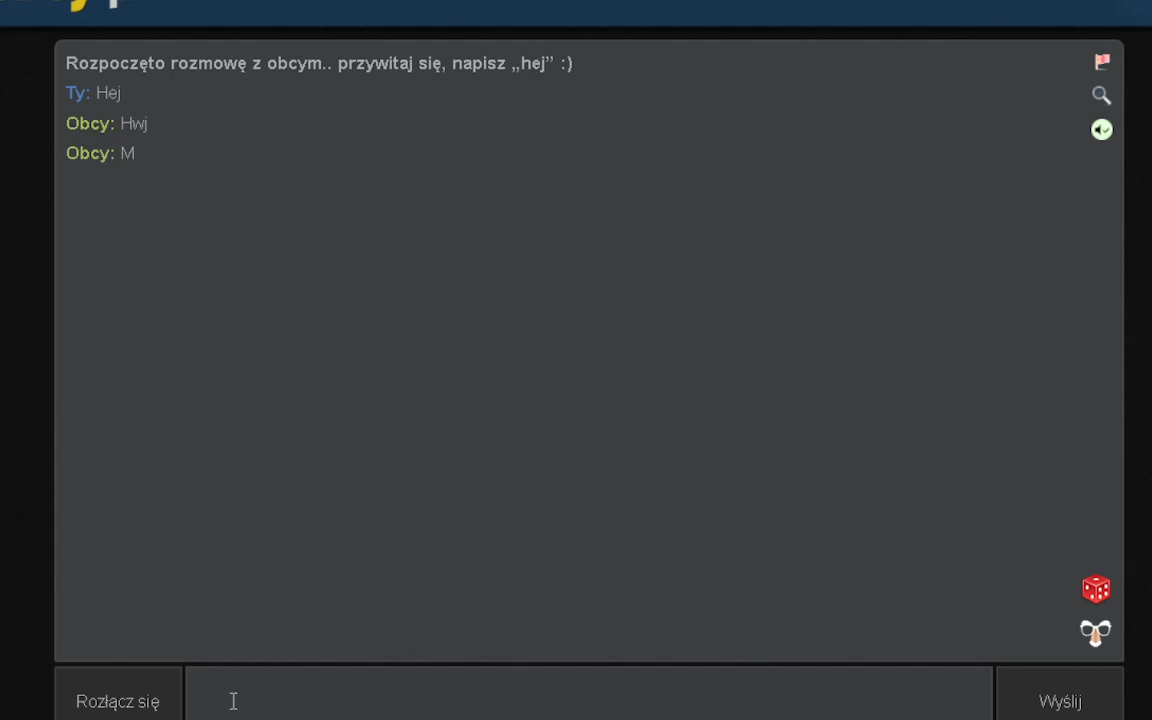 Rozpoczęto rozmowę z obcym.. przywitaj się, napisz „hej” :)
Ty: Hej
Obcy: Hwj
Obcy: M
Rozłącz się
Wyślij